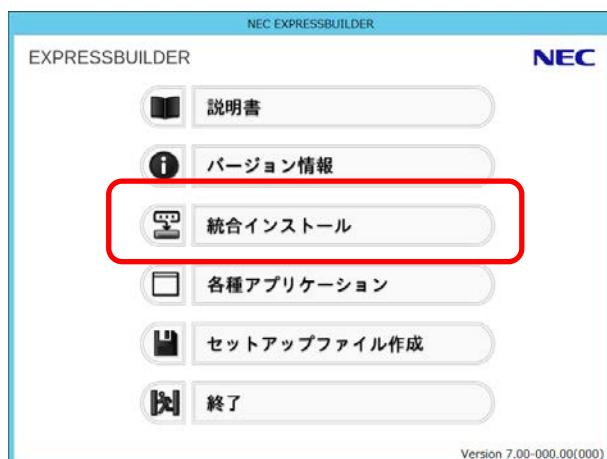 NEC EXPRESSBUILDER
EXPRESSBUILDER NEC
説明書
バージョン情報
統合インストール
各種アプリケーション
セットアップファイル作成
終了
Version 7.00-000.00(000)